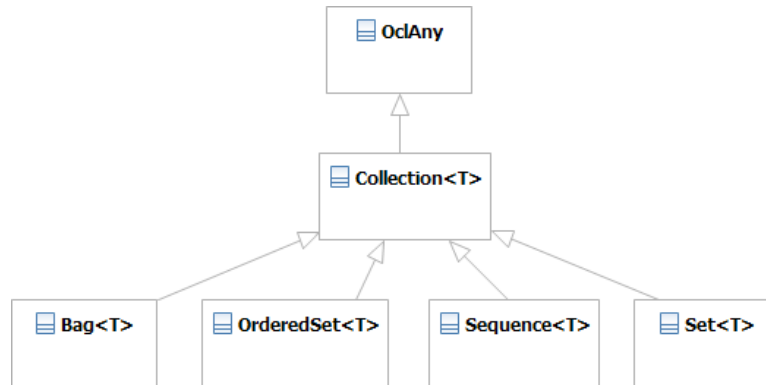 OclAny
Collection<T>
Bag<T>
OrderedSet<T>
Sequence<T>
Set<T>